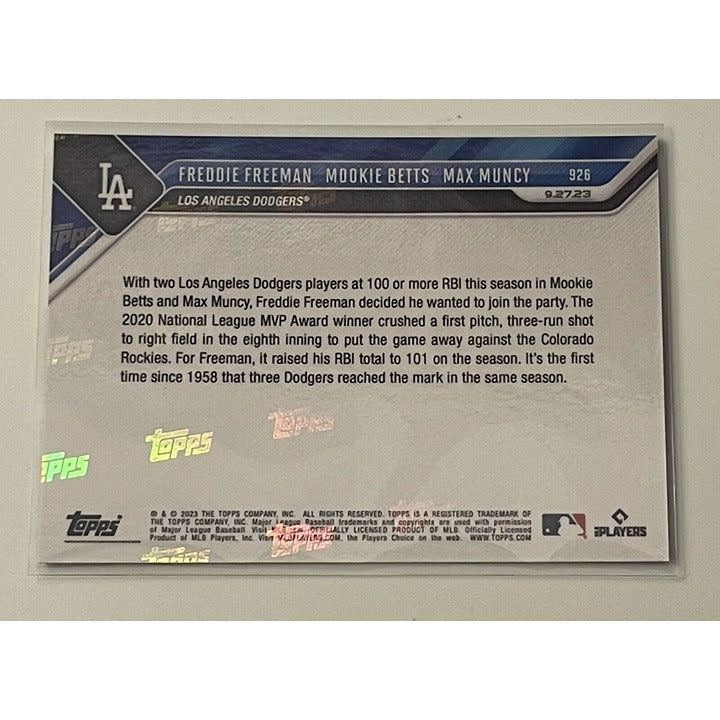 LA
FREDDIE FREEMAN MOOKIE BETTS MAX MUNCY 926
LOS ANGELES DODGERS® 9.27.23
With two Los Angeles Dodgers players at 100 or more RBI this season in Mookie
Betts and Max Muncy, Freddie Freeman decided he wanted to join the party. The
2020 National League MVP Award winner crushed a first pitch, three-run shot
to right field in the eighth inning to put the game away against the Colorado
Rockies. For Freeman, it raised his RBI total to 101 on the season. It's the first
time since 1958 that three Dodgers reached the mark in the same season.
TOPPS
TOPPS
TOPPS
® & © 2023 THE TOPPS COMPANY, INC. ALL RIGHTS RESERVED. TOPPS IS A REGISTERED TRADEMARK OF
THE TOPPS COMPANY, INC. Major League Baseball trademarks and copyrights are used with permission
of Major League Baseball. Visit MLB.com. OFFICIALLY LICENSED PRODUCT OF MLB. Officially Licensed
Product of MLB Players, Inc. Visit MLBPLAYERS.COM, the Players Choice on the web. WWW.TOPPS.COM
PLAYERS